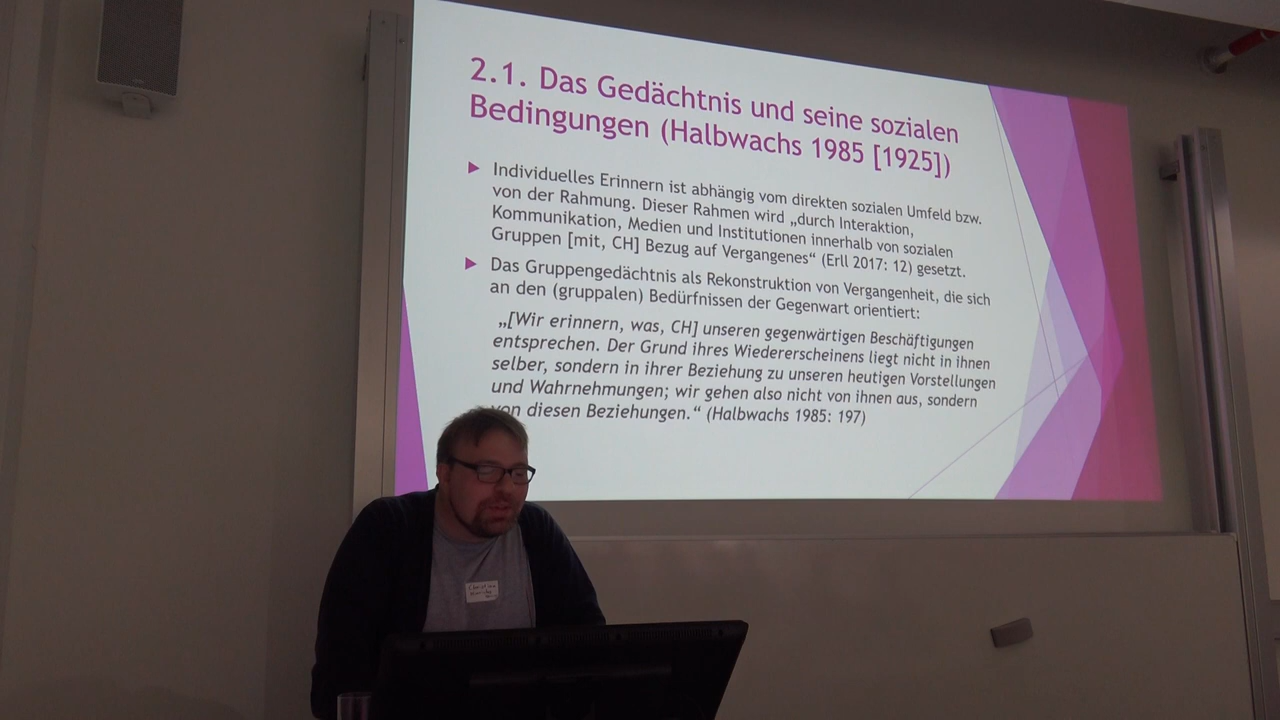 2.1. Das Gedächtnis und seine sozialen
Bedingungen (Halbwachs 1985 [1925])
Individuelles Erinnern ist abhängig vom direkten sozialen Umfeld bzw.
von der Rahmung. Dieser Rahmen wird „durch Interaktion,
Kommunikation, Medien und Institutionen innerhalb von sozialen
Gruppen [mit, CH] Bezug auf Vergangenes“ (Erll 2017: 12) gesetzt.
Das Gruppengedächtnis als Rekonstruktion von Vergangenheit, die sich
an den (gruppalen) Bedürfnissen der Gegenwart orientiert:
„[Wir erinnern, was, CH] unseren gegenwärtigen Beschäftigungen
entsprechen. Der Grund ihres Wiedererscheinens liegt nicht in ihnen
selber, sondern in ihrer Beziehung zu unseren heutigen Vorstellungen
und Wahrnehmungen; wir gehen also nicht von ihnen aus, sondern
von diesen Beziehungen.“ (Halbwachs 1985: 197)